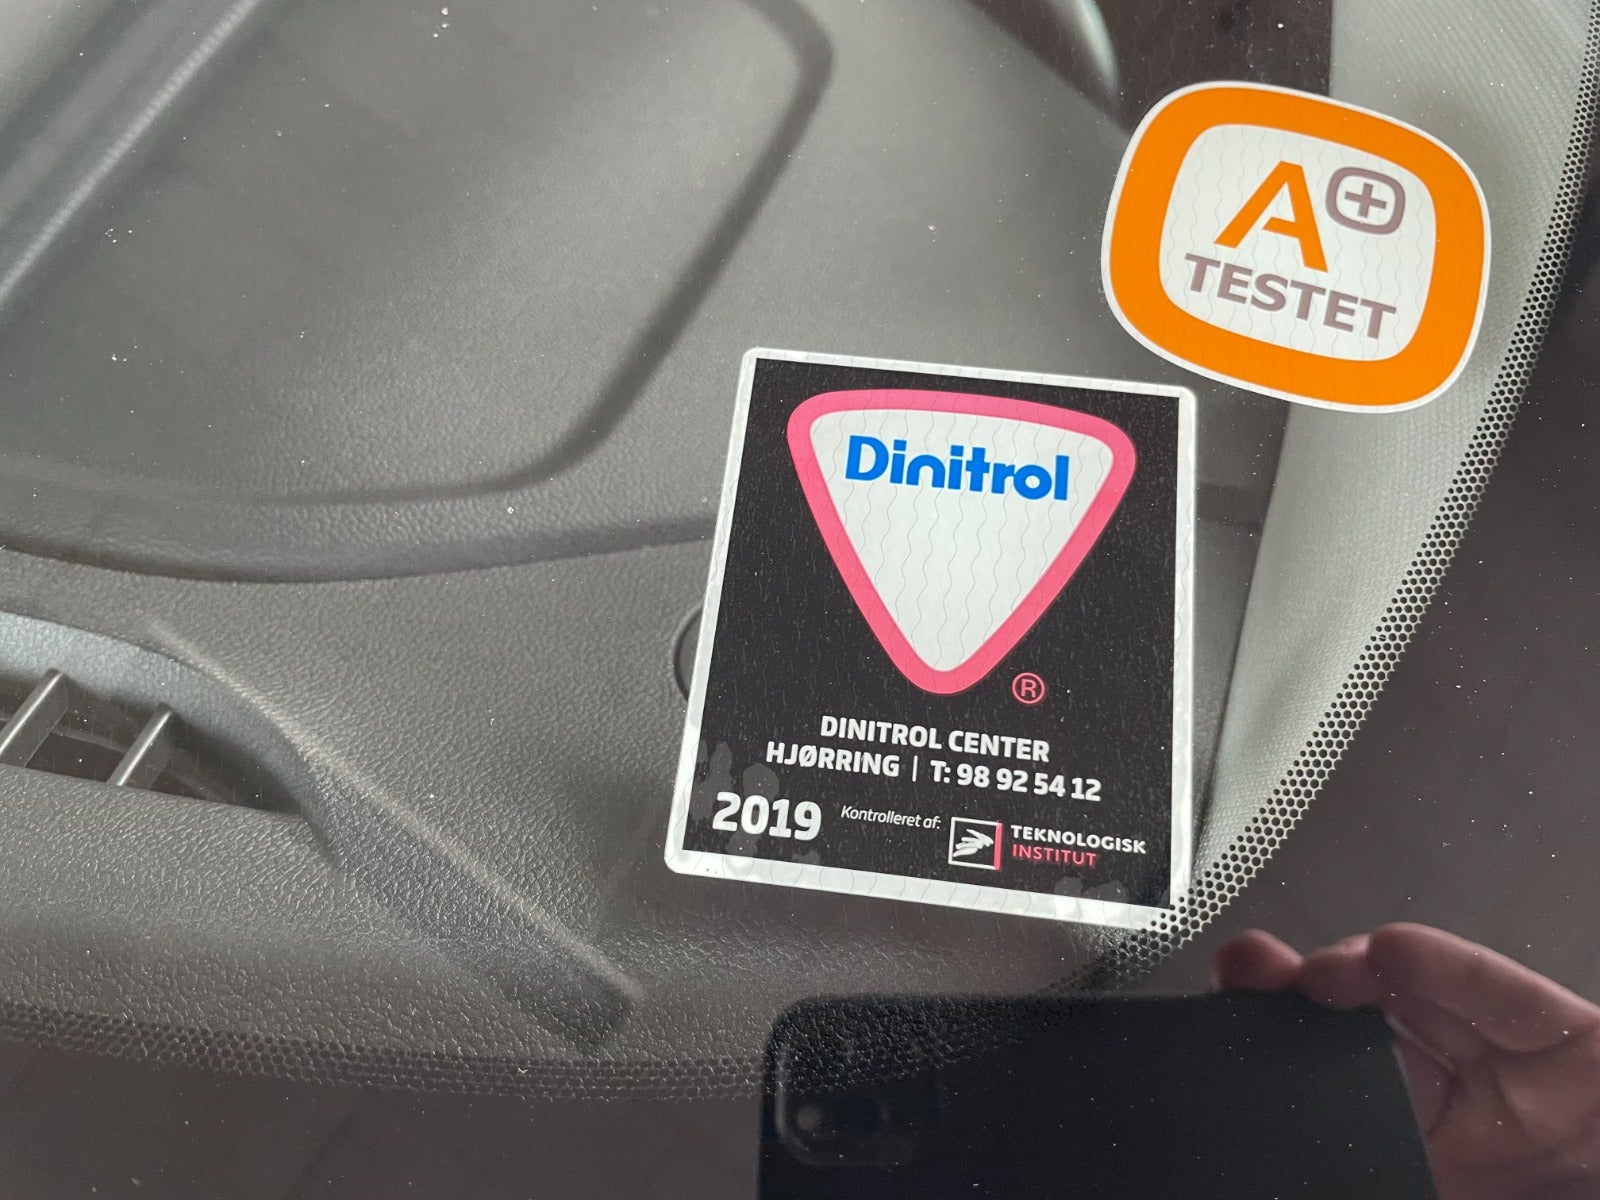 A+
TESTET
Dinitrol
®
DINITROL CENTER
HJØRRING | T: 98 92 54 12
2019
Kontrolleret af:
TEKNOLOGISK
INSTITUT